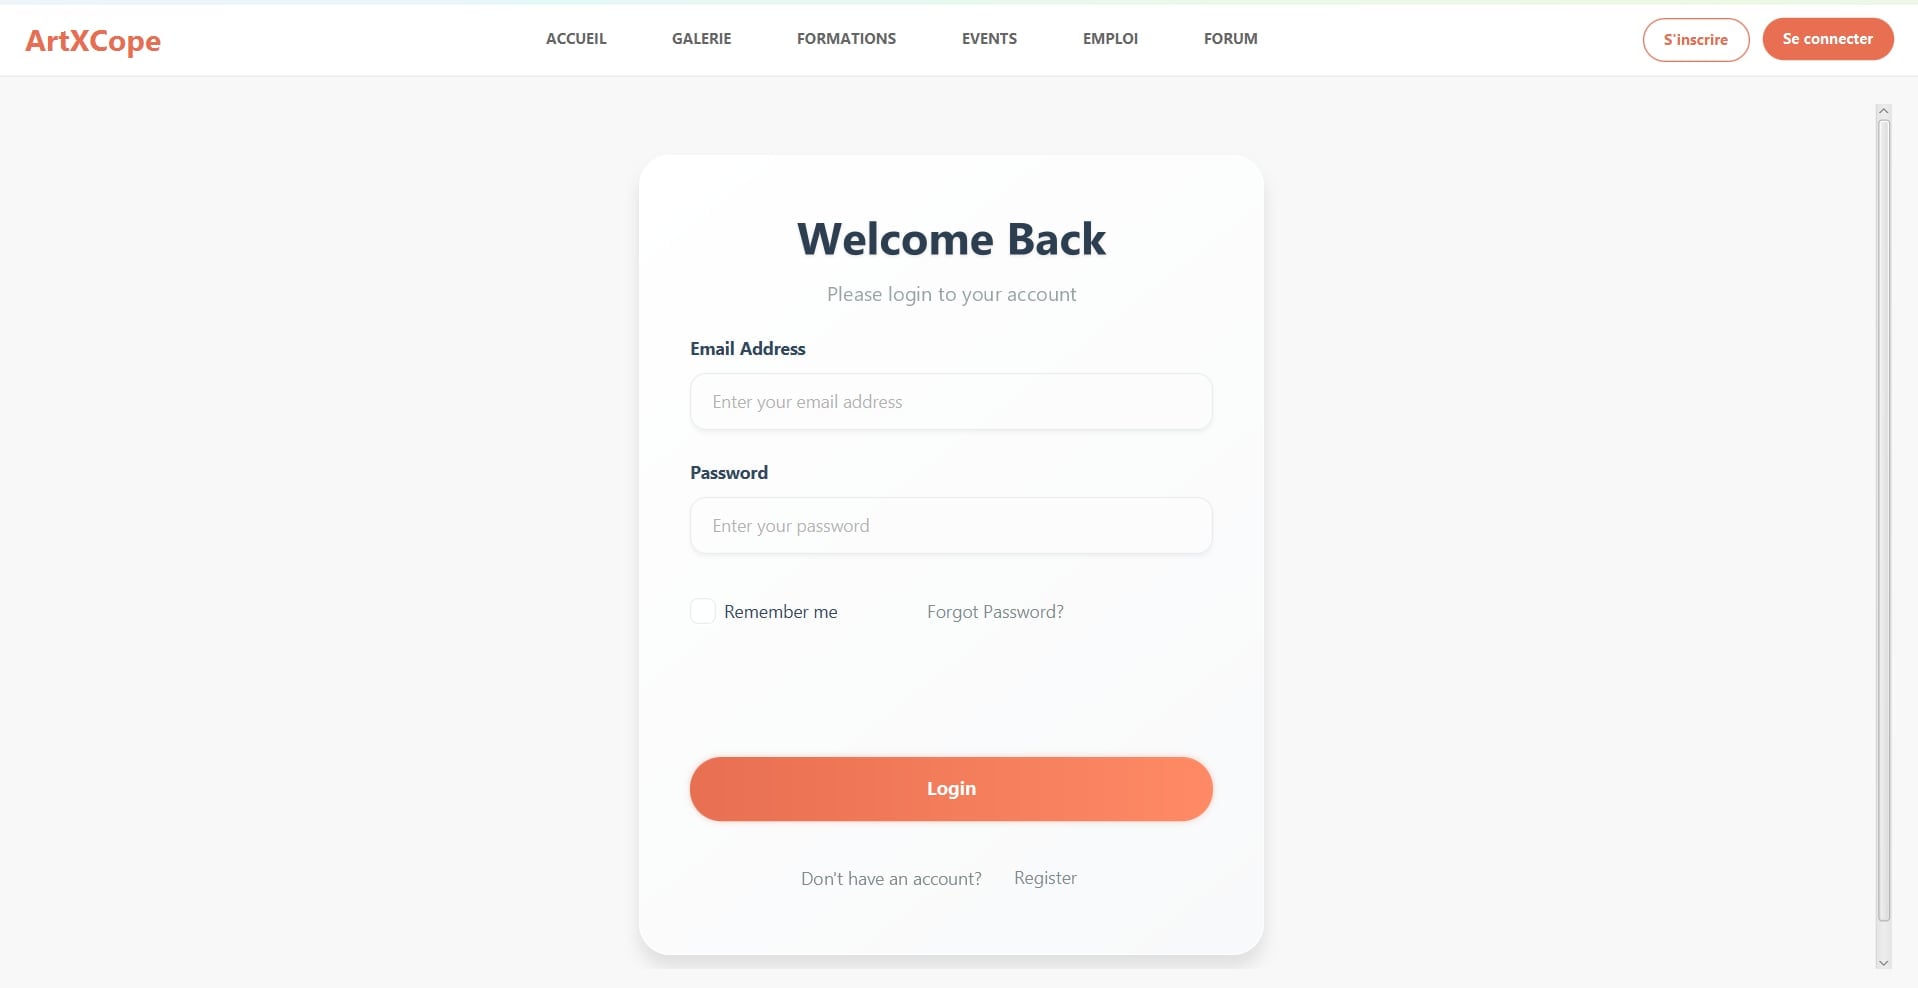 ArtXCope
ACCUEIL GALERIE FORMATIONS EVENTS EMPLOI FORUM
S'inscrire Se connecter
Welcome Back
Please login to your account
Email Address
Enter your email address
Password
Enter your password
Remember me Forgot Password?
Login
Don't have an account? Register